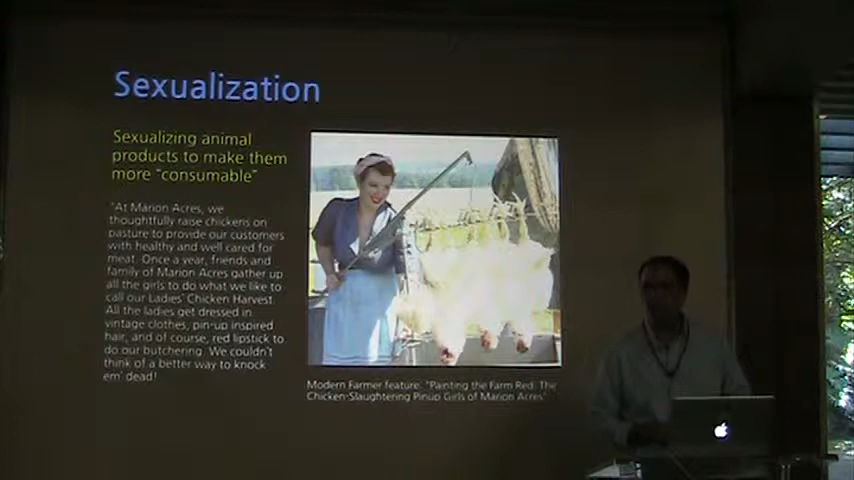 Sexualization
Sexualizing animal
products to make them
more "consumable"
"At Marion Acres, we
thoughtfully raise chickens on
pasture to provide our customers
with healthy and well cared for
meat. Once a year, friends and
family of Marion Acres gather up
all the girls to do what we like to
call our Ladies' Chicken Harvest.
All the ladies get dressed in
vintage clothes, pin-up inspired
hair, and of course, red lipstick to
do our butchering. We couldn't
think of a better way to knock
em' dead!
Modern Farmer feature: "Painting the Farm Red: The
Chicken-Slaughtering Pinup Girls of Marion Acres"